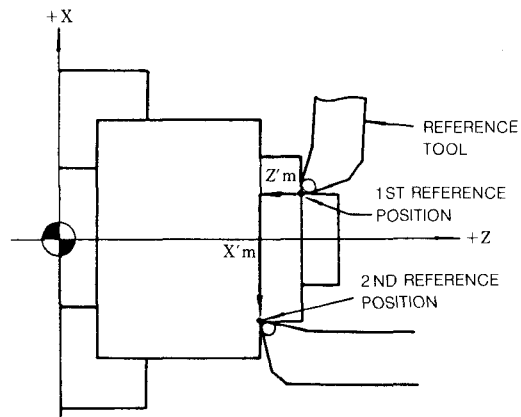 +X
REFERENCE
TOOL
Z'm
1ST REFERENCE
POSITION
X'm
+Z
2ND REFERENCE
POSITION